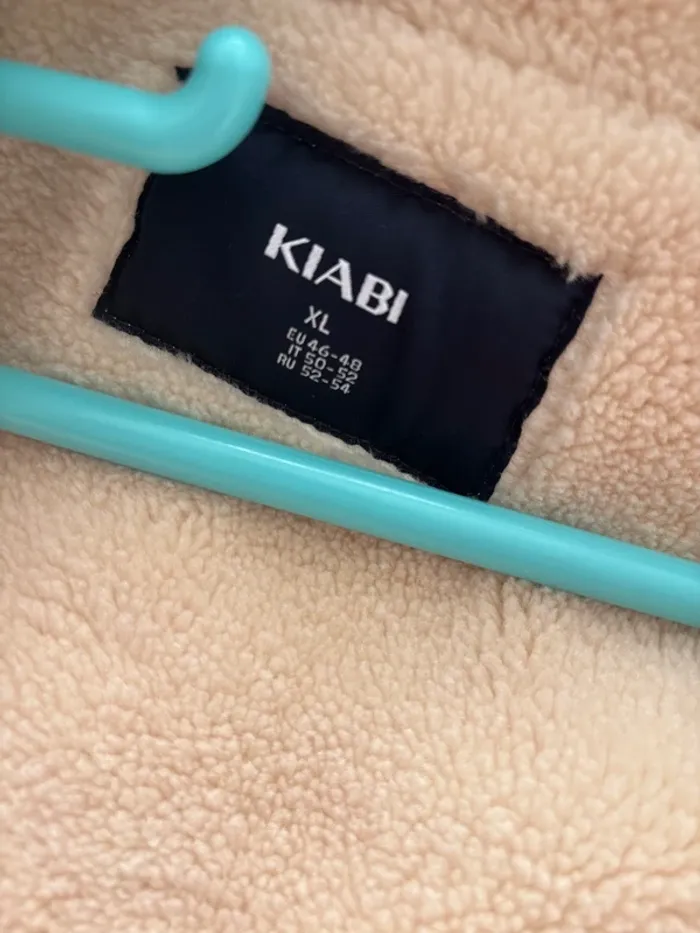 KIABI
XL
EU 46-48
IT 50-52
RU 52-54